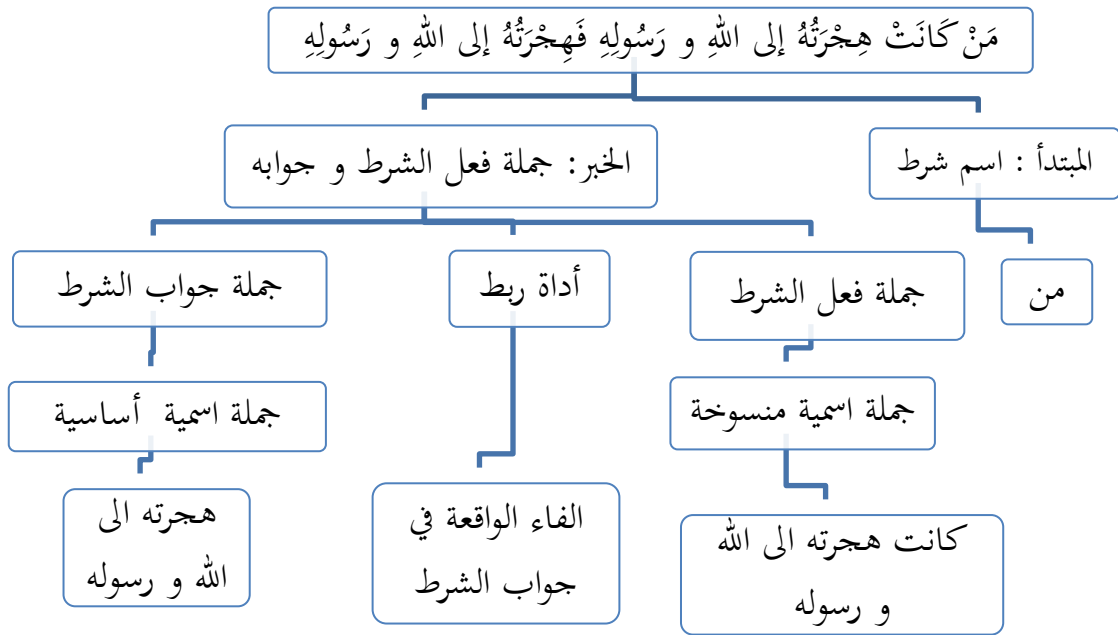 مَنْ كَانَتْ هِجْرَتُهُ إلى اللهِ و رَسُولِهِ فَهِجْرَتُهُ إلى اللهِ و رَسُولِهِ
المبتدأ : اسم شرط
الخبر: جملة فعل الشرط و جوابه
من
جملة فعل الشرط
أداة ربط
جملة جواب الشرط
جملة اسمية منسوخة
جملة اسمية أساسية
كانت هجرته الى الله
و رسوله
الفاء الواقعة في
جواب الشرط
هجرته الى
الله و رسوله